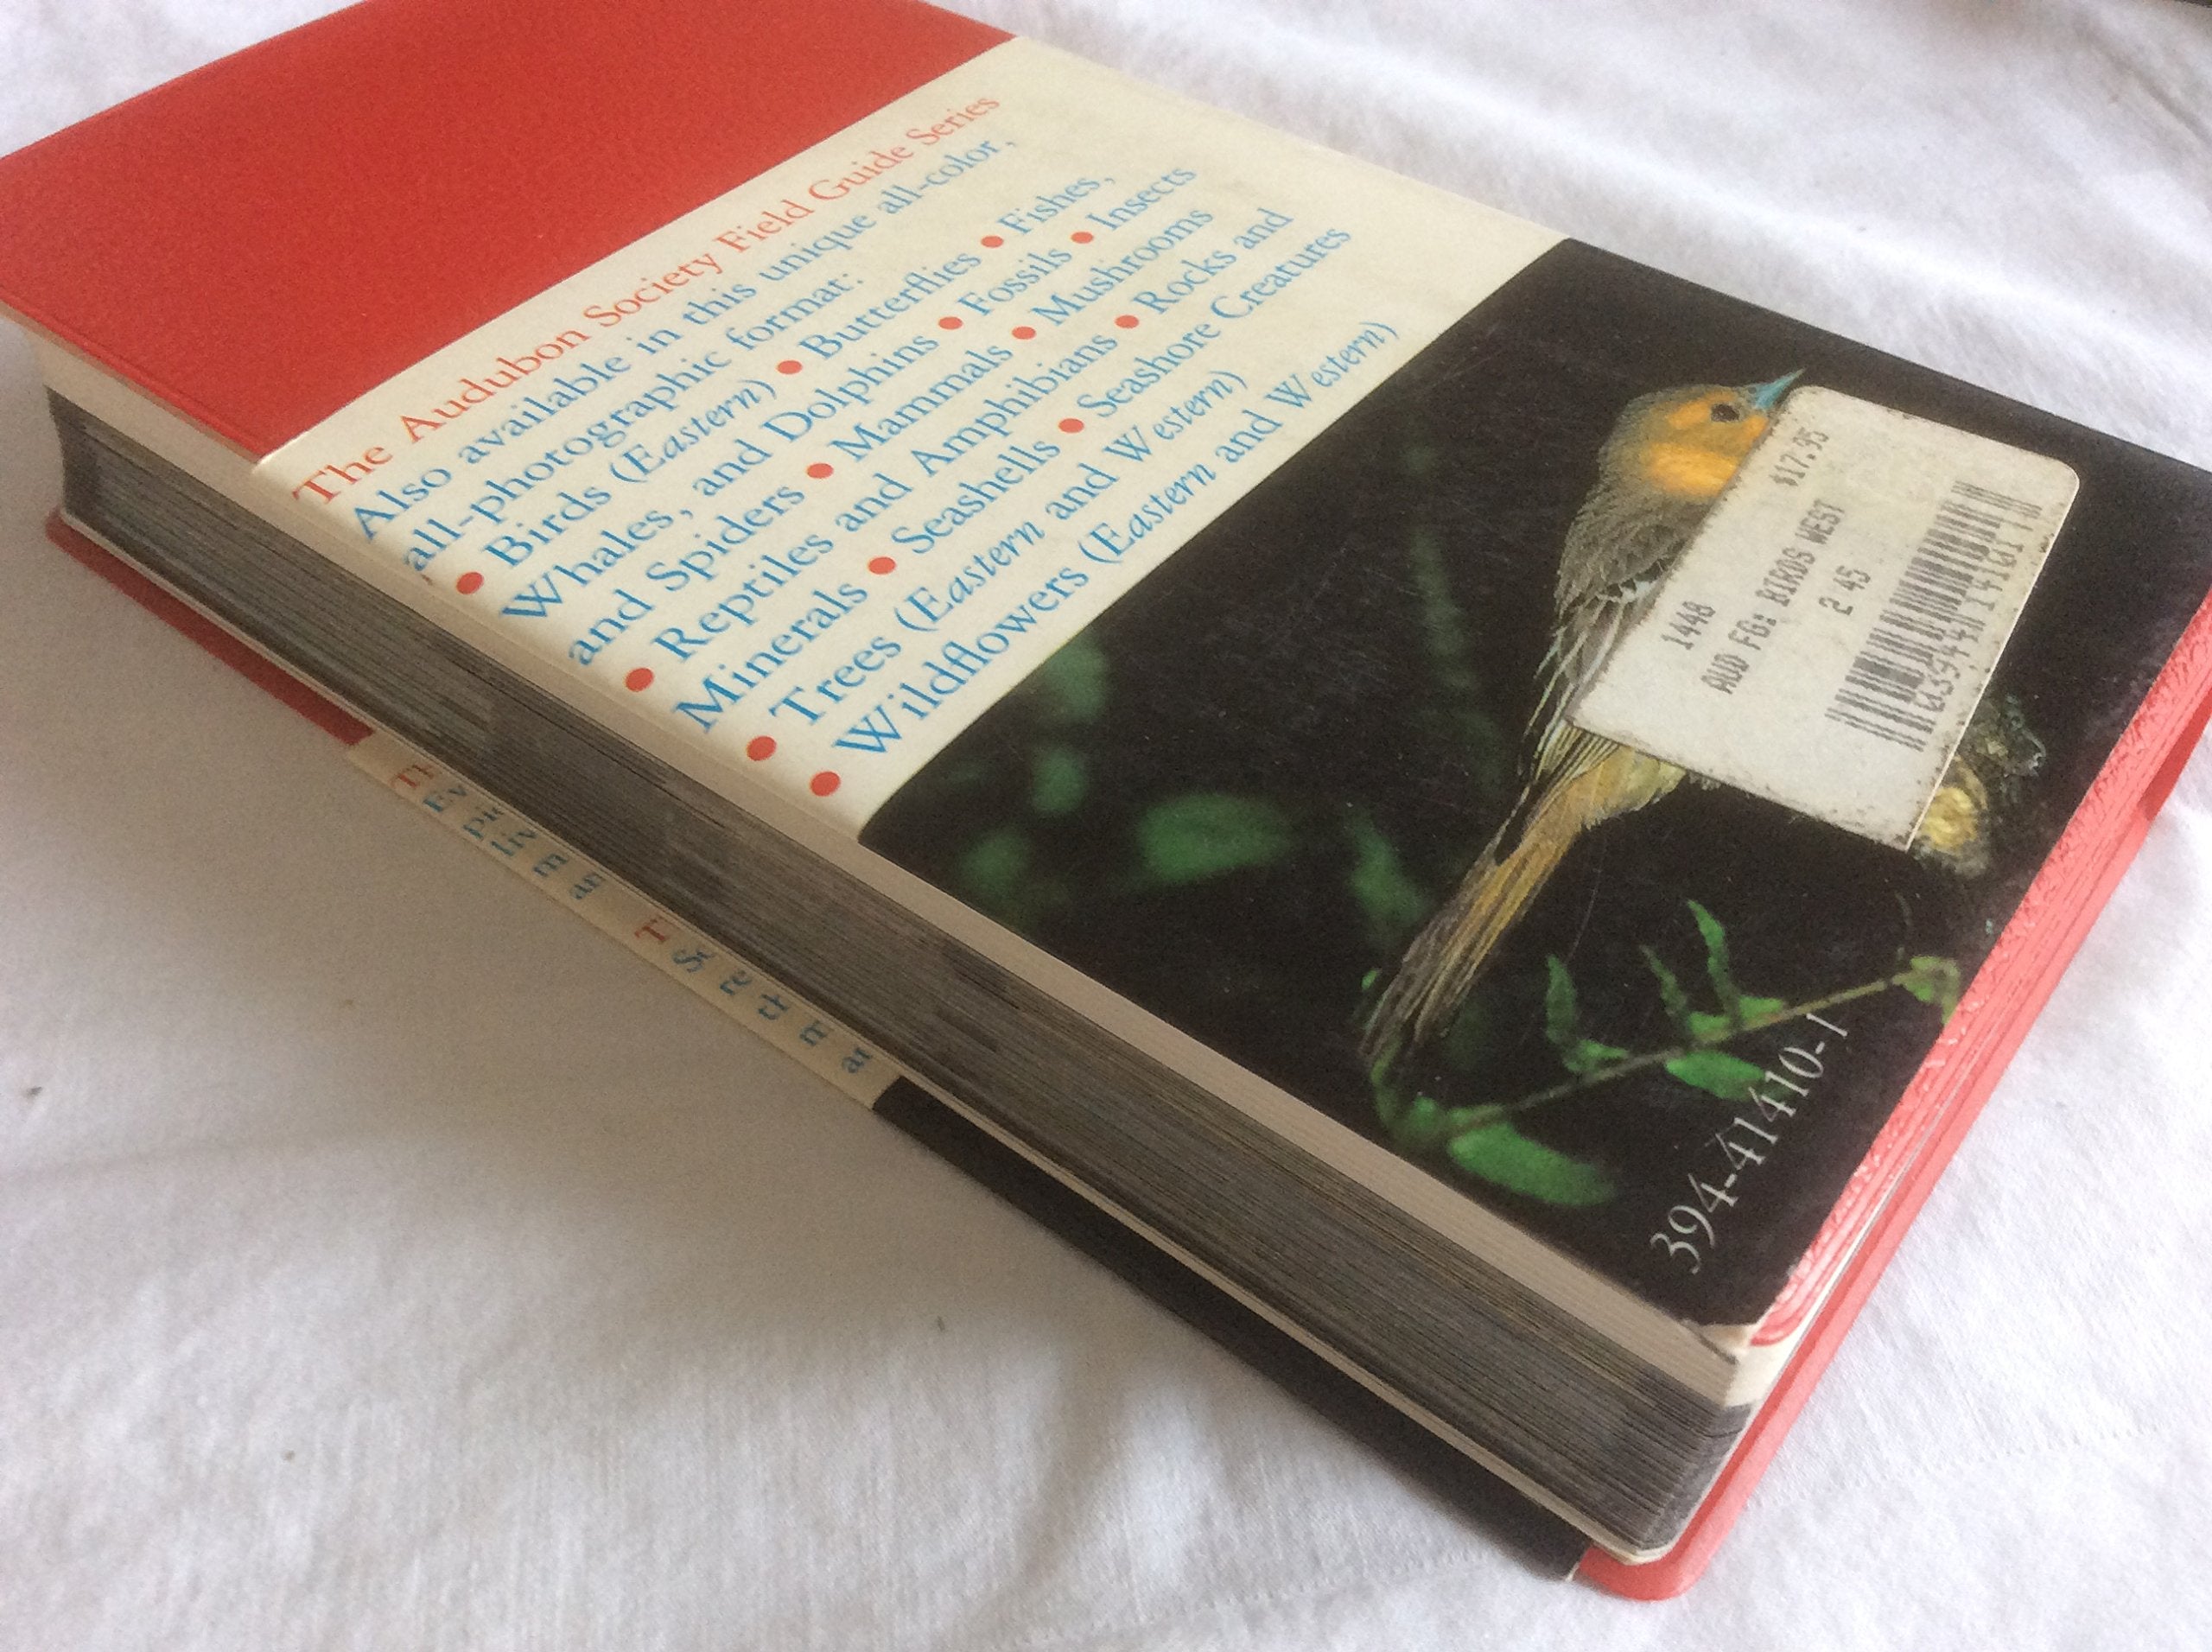 The Audubon Society Field Guide Series
Also available in this unique all-color,
all-photographic format:
• Birds (Eastern) • Butterflies • Fishes,
Whales, and Dolphins • Fossils • Insects
and Spiders • Mammals • Mushrooms
• Reptiles and Amphibians • Rocks and
Minerals • Seashells • Seashore Creatures
• Trees (Eastern and Western)
• Wildflowers (Eastern and Western)
1448 $17.95
AUD FG: BIRDS WEST
2 45
394-41410-1